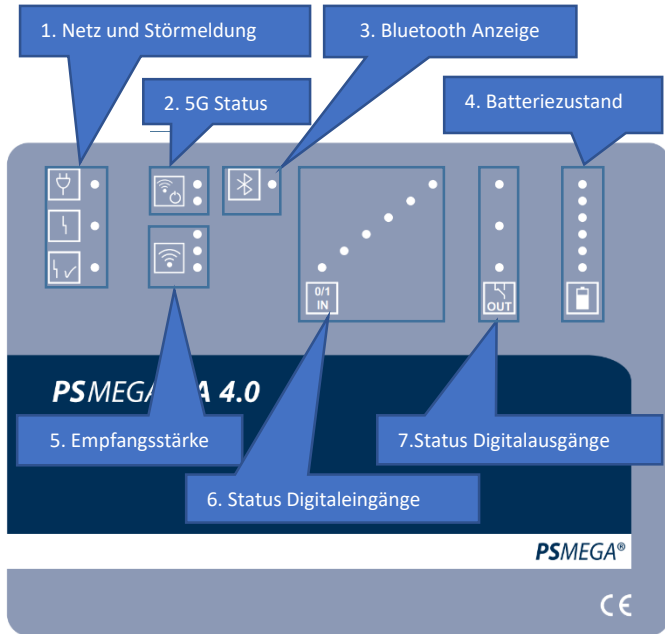 1. Netz und Störmeldung
3. Bluetooth Anzeige
2. 5G Status
4. Batteriezustand
0/1
IN
OUT
PSMEGA
A 4.0
5. Empfangsstärke
7.Status Digitalausgänge
6. Status Digitaleingänge
PSMEGA®
CE